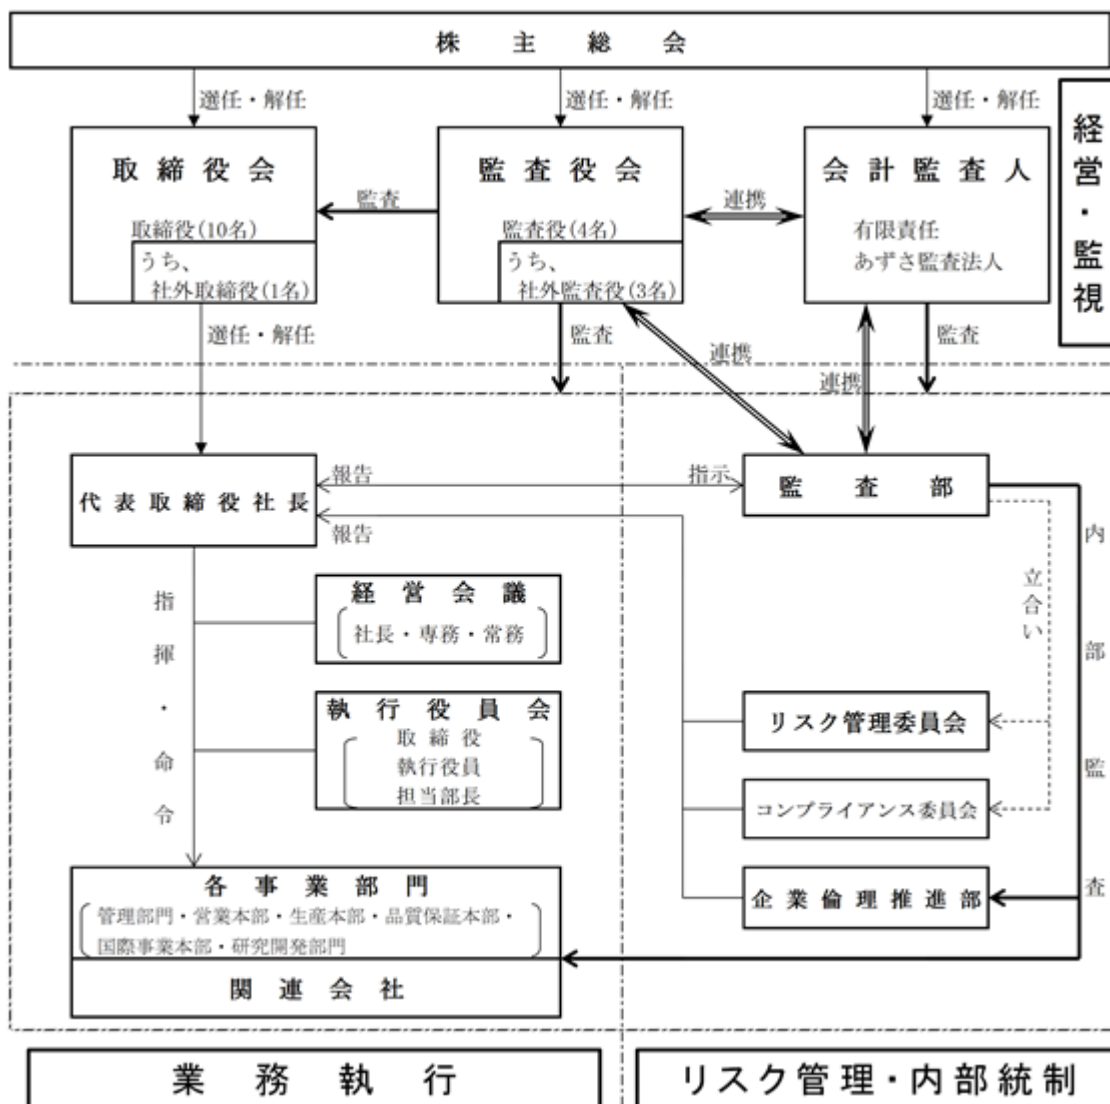 株主総会
選任・解任
選任・解任
選任・解任
経営・監視
取締役会
取締役(10名)
うち、
社外取締役(1名)
監査
監査役会
監査役(4名)
うち、
社外監査役(3名)
連携
会計監査人
有限責任
あずさ監査法人
選任・解任
監査
連携
連携
監査
代表取締役社長
報告
指示
報告
監査部
内部監査
立合い
指揮・命令
経営会議
社長・専務・常務
執行役員会
取締役
執行役員
担当部長
リスク管理委員会
コンプライアンス委員会
企業倫理推進部
各事業部門
管理部門・営業本部・生産本部・品質保証本部・
国際事業本部・研究開発部門
関連会社
業務執行
リスク管理・内部統制